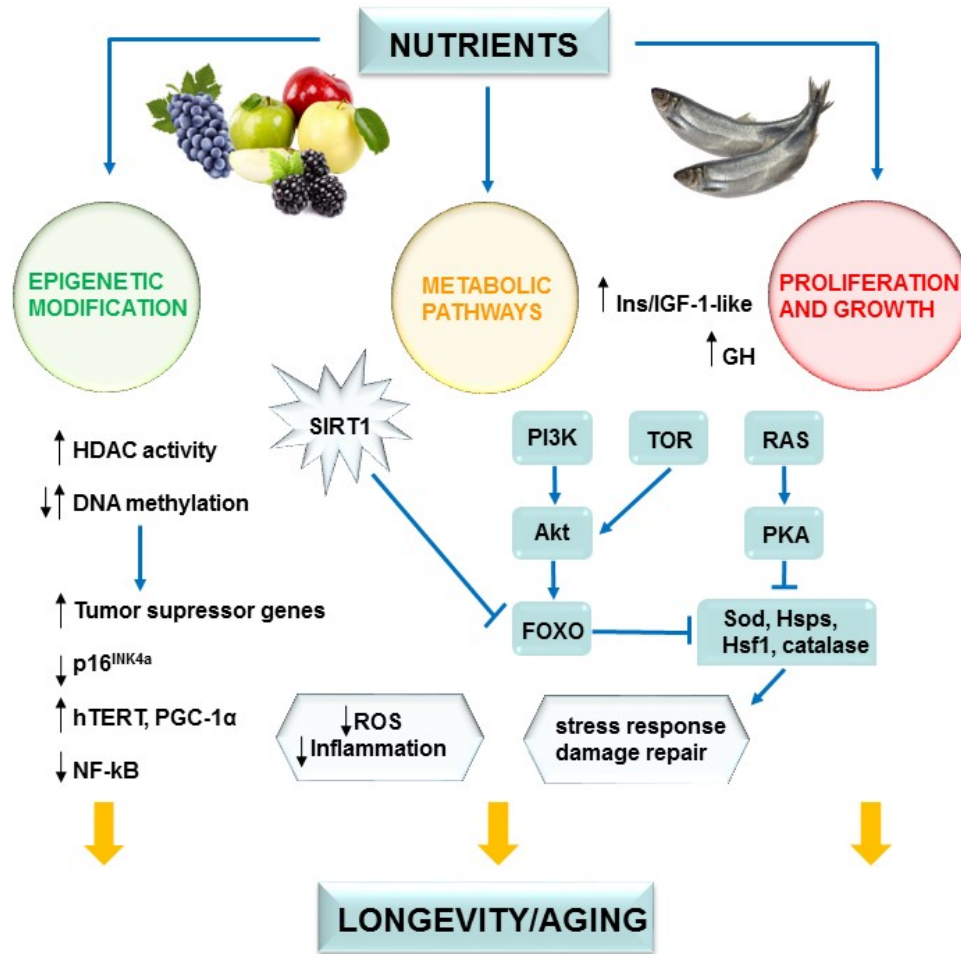 NUTRIENTS
EPIGENETIC
MODIFICATION
METABOLIC
PATHWAYS
↑ Ins/IGF-1-like
↑ GH
PROLIFERATION
AND GROWTH
SIRT1
PI3K
TOR
RAS
↑ HDAC activity
↓↑ DNA methylation
Akt
PKA
↑ Tumor supressor genes
↓ p16INK4a
↑ hTERT, PGC-1α
↓ NF-kB
FOXO
Sod, Hsps,
Hsf1, catalase
↓ROS
↓Inflammation
stress response
damage repair
LONGEVITY/AGING